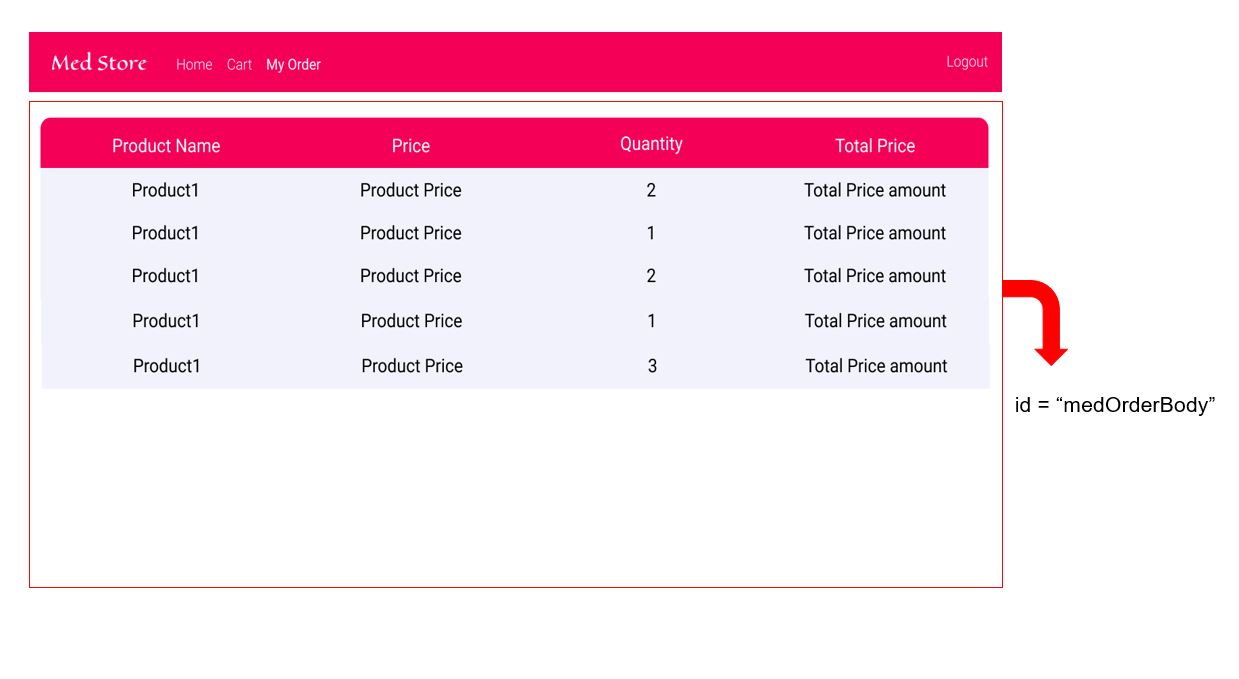 Med Store Home Cart My Order Logout
Product Name Price Quantity Total Price
Product1 Product Price 2 Total Price amount
Product1 Product Price 1 Total Price amount
Product1 Product Price 2 Total Price amount
Product1 Product Price 1 Total Price amount
Product1 Product Price 3 Total Price amount
id = “medOrderBody”